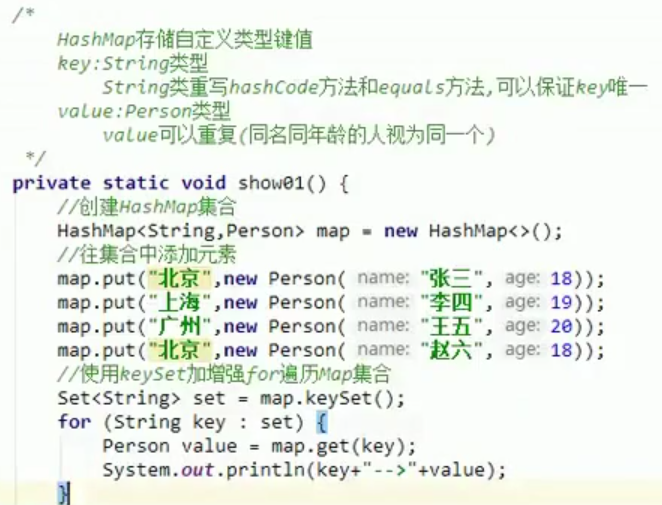 /*
HashMap存储自定义类型键值
key:String类型
String类重写hashCode方法和equals方法,可以保证key唯一
value:Person类型
value可以重复(同名同年龄的人视为同一个)
*/
private static void show01() {
//创建HashMap集合
HashMap<String,Person> map = new HashMap<>();
//往集合中添加元素
map.put("北京",new Person( name: "张三", age: 18));
map.put("上海",new Person( name: "李四", age: 19));
map.put("广州",new Person( name: "王五", age: 20));
map.put("北京",new Person( name: "赵六", age: 18));
//使用keySet加增强for遍历Map集合
Set<String> set = map.keySet();
for (String key : set) {
Person value = map.get(key);
System.out.println(key+"-->"+value);
}